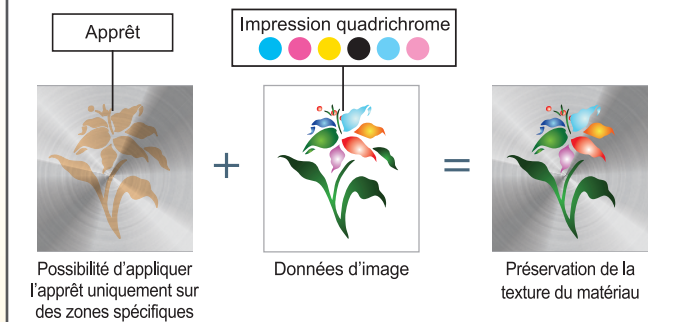 Apprêt
Impression quadrichrome
Possibilité d'appliquer
l'apprêt uniquement sur
des zones spécifiques
+
Données d'image
=
Préservation de la
texture du matériau